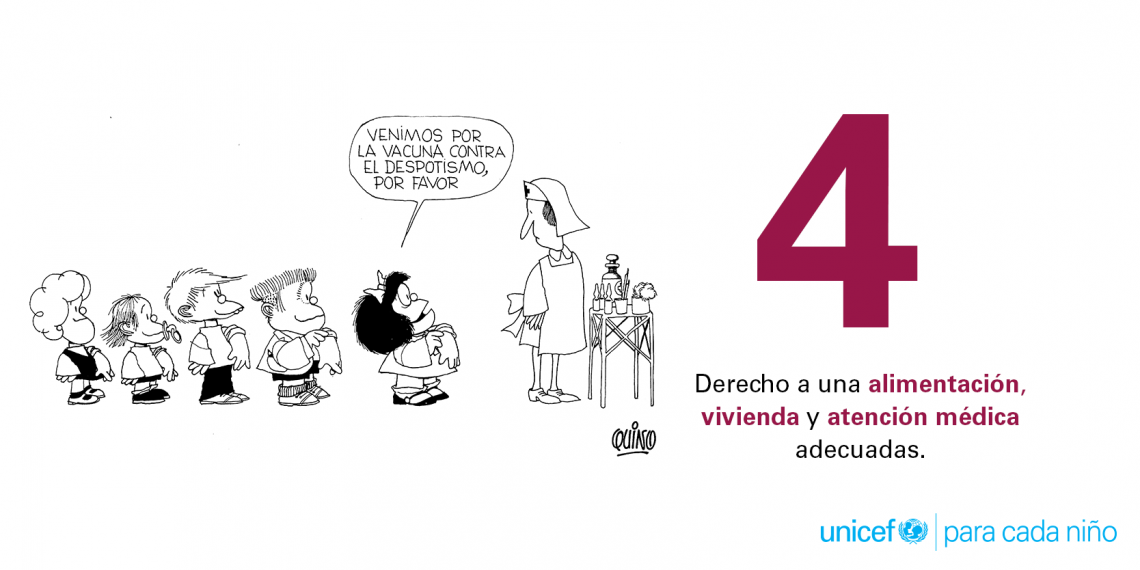 VENIMOS POR
LA VACUNA CONTRA
EL DESPOTISMO,
POR FAVOR
QUINO
4
Derecho a una alimentación,
vivienda y atención médica
adecuadas.
unicef | para cada niño